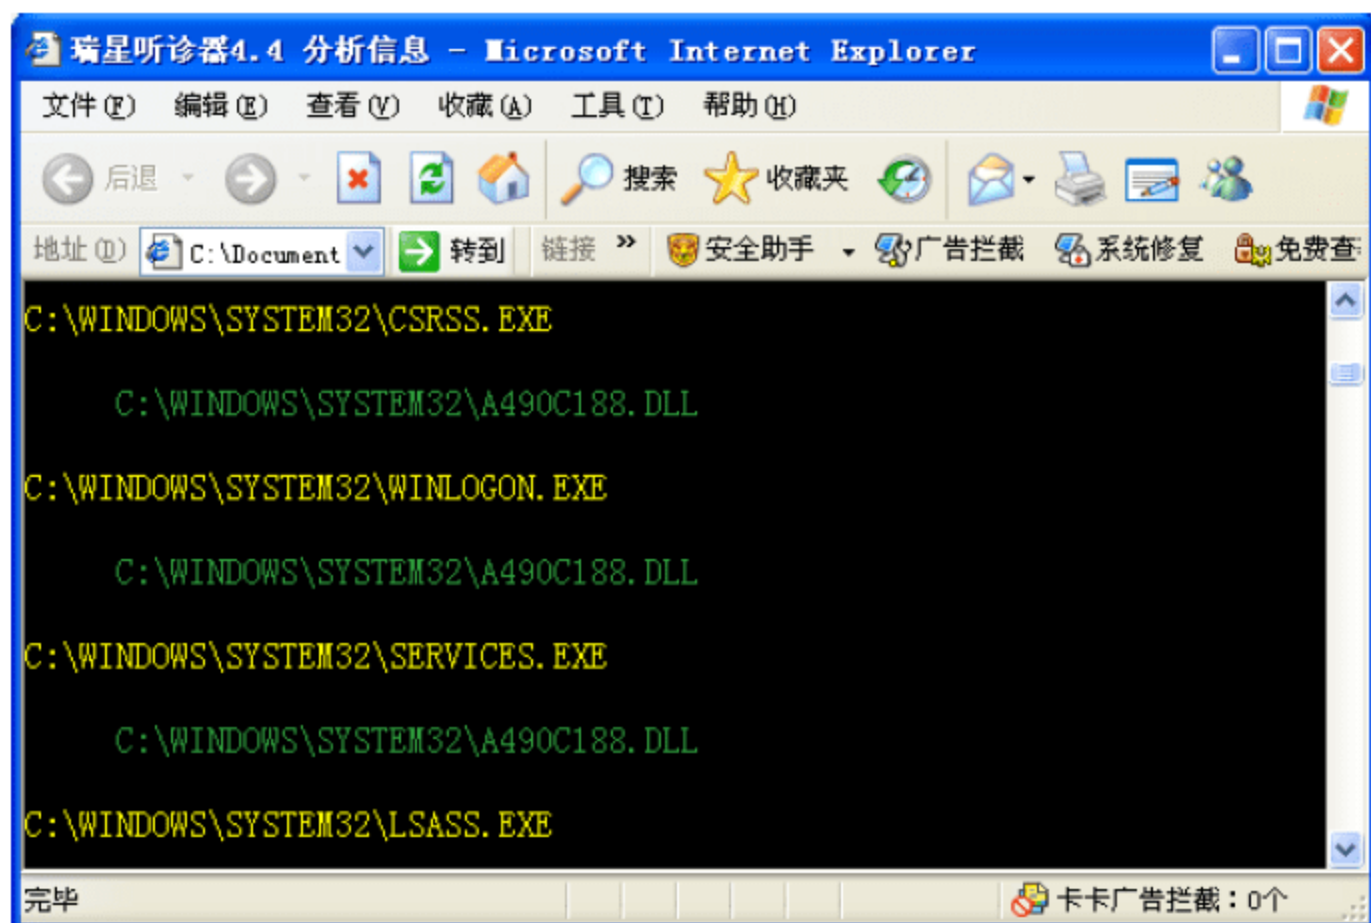 瑞星听诊器4.4 分析信息 - Microsoft Internet Explorer
文件(F) 编辑(E) 查看(V) 收藏(A) 工具(T) 帮助(H)
后退 搜索 收藏夹
地址(D) C:\Document 转到 链接 » 安全助手 广告拦截 系统修复 免费查
C:\WINDOWS\SYSTEM32\CSRSS.EXE
C:\WINDOWS\SYSTEM32\A490C188.DLL
C:\WINDOWS\SYSTEM32\WINLOGON.EXE
C:\WINDOWS\SYSTEM32\A490C188.DLL
C:\WINDOWS\SYSTEM32\SERVICES.EXE
C:\WINDOWS\SYSTEM32\A490C188.DLL
C:\WINDOWS\SYSTEM32\LSASS.EXE
完毕 卡卡广告拦截：0个